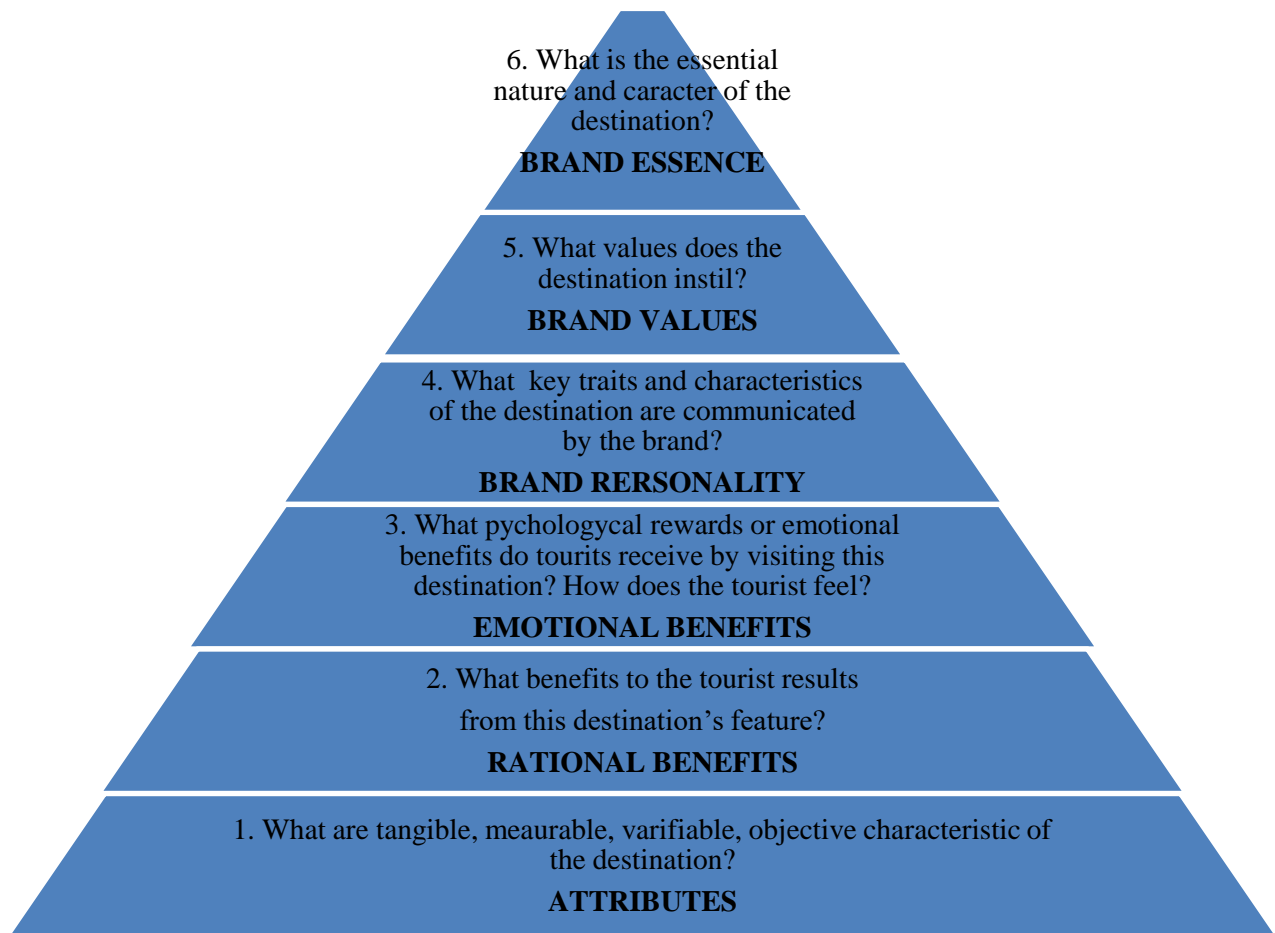 6. What is the essential
nature and caracter of the
destination?
BRAND ESSENCE
5. What values does the
destination instil?
BRAND VALUES
4. What  key traits and characteristics
of the destination are communicated
by the brand?
BRAND RERSONALITY
3. What pychologycal rewards or emotional
benefits do tourits receive by visiting this
destination? How does the tourist feel?
EMOTIONAL BENEFITS
2. What benefits to the tourist results
from this destination’s feature?
RATIONAL BENEFITS
1. What are tangible, meaurable, varifiable, objective characteristic of
the destination?
ATTRIBUTES